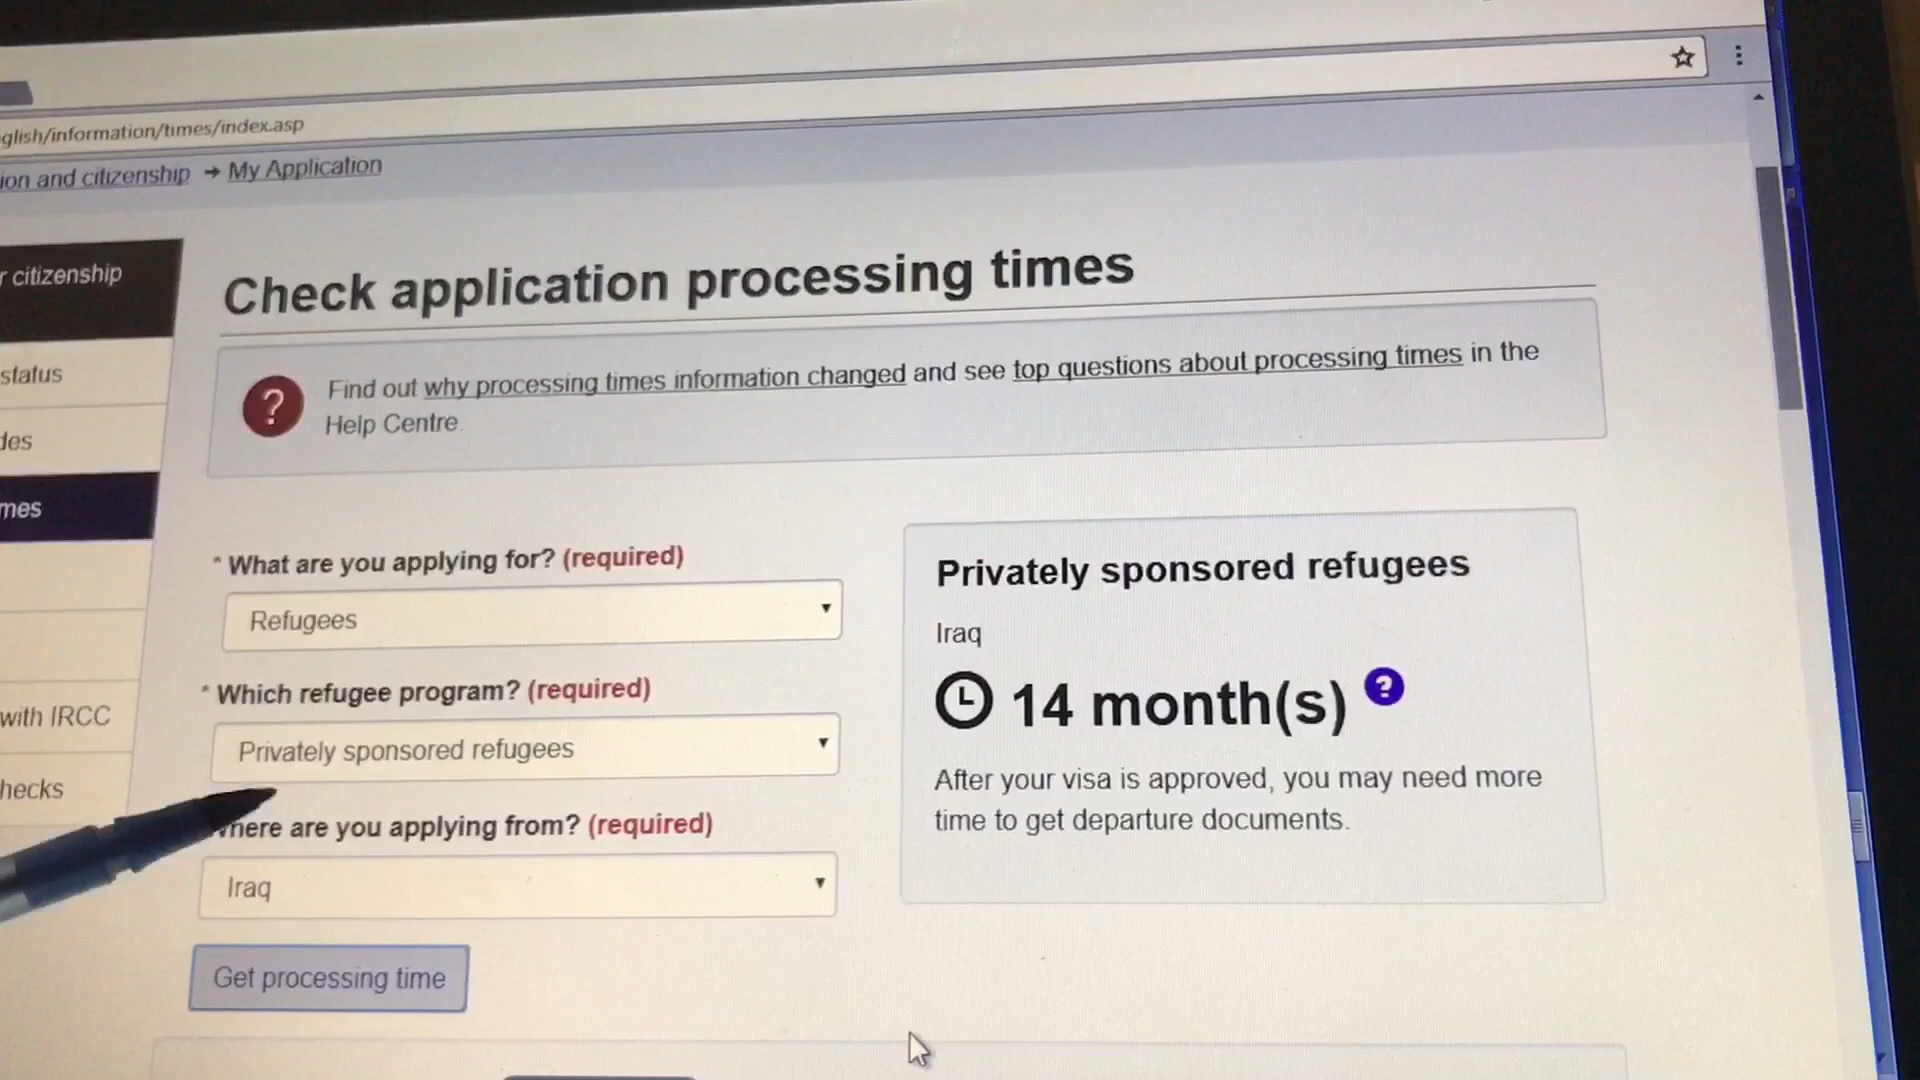 glish/information/times/index.asp
ion and citizenship → My Application
r citizenship
status
des
mes
with IRCC
hecks
Check application processing times
Find out why processing times information changed and see top questions about processing times in the
Help Centre.
* What are you applying for? (required)
Refugees
* Which refugee program? (required)
Privately sponsored refugees
here are you applying from? (required)
Iraq
Get processing time
Privately sponsored refugees
Iraq
14 month(s) ?
After your visa is approved, you may need more
time to get departure documents.